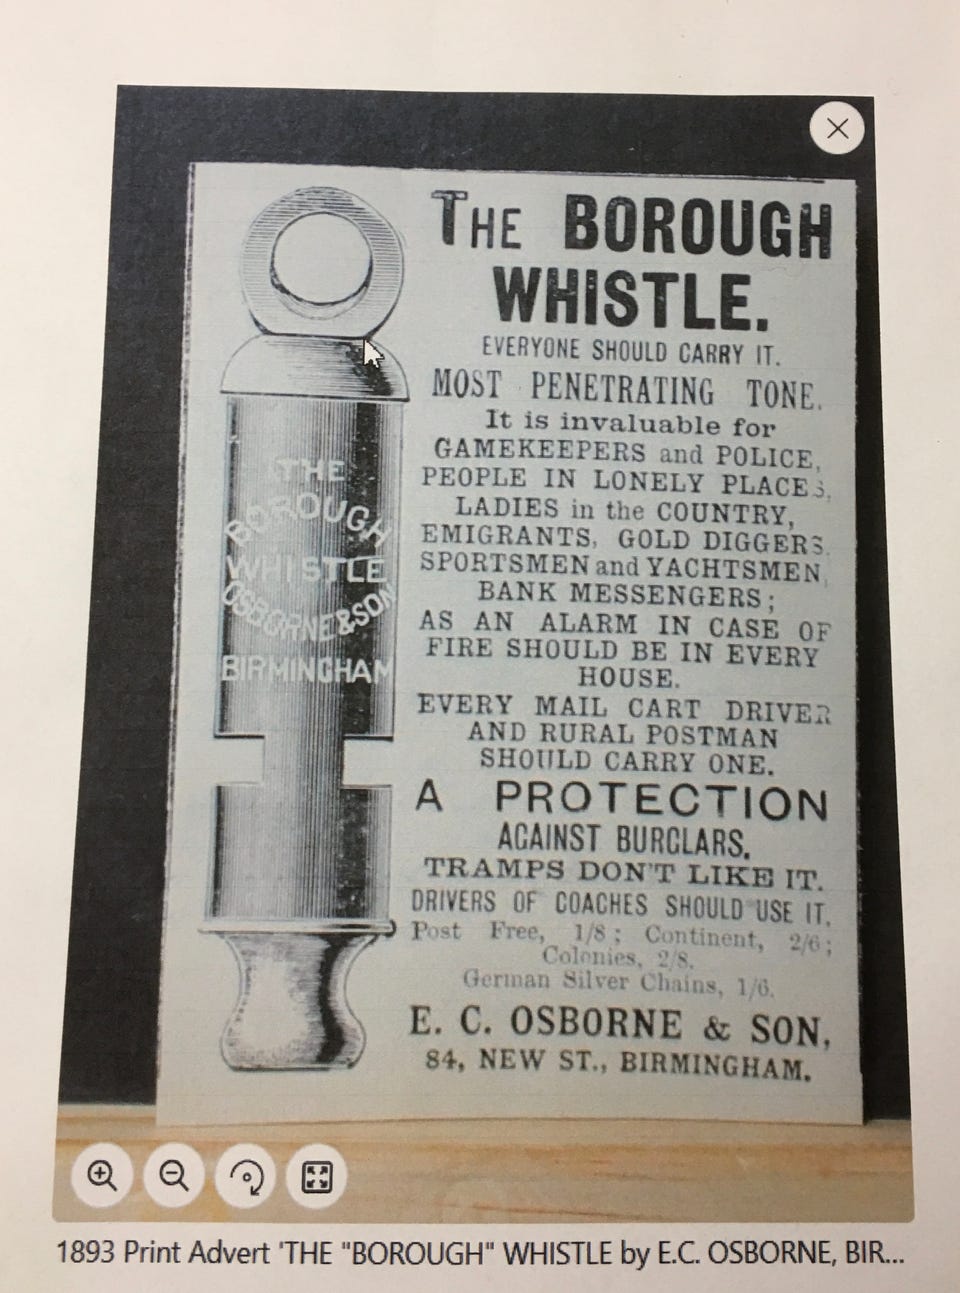 THE BOROUGH
WHISTLE.
EVERYONE SHOULD CARRY IT.
MOST PENETRATING TONE.
It is invaluable for
GAMEKEEPERS and POLICE,
PEOPLE IN LONELY PLACES,
LADIES in the COUNTRY,
EMIGRANTS, GOLD DIGGERS,
SPORTSMEN and YACHTSMEN,
BANK MESSENGERS;
AS AN ALARM IN CASE OF
FIRE SHOULD BE IN EVERY
HOUSE.
EVERY MAIL CART DRIVER
AND RURAL POSTMAN
SHOULD CARRY ONE.
A PROTECTION
AGAINST BURGLARS.
TRAMPS DON'T LIKE IT.
DRIVERS OF COACHES SHOULD USE IT.
Post Free, 1/8; Continent, 2/6;
Colonies, 2/8.
German Silver Chains, 1/6.
E. C. OSBORNE & SON,
84, NEW ST., BIRMINGHAM.
THE
BOROUGH
WHISTLE
OSBORNE&SON
BIRMINGHAM
1893 Print Advert 'THE "BOROUGH" WHISTLE by E.C. OSBORNE, BIR...